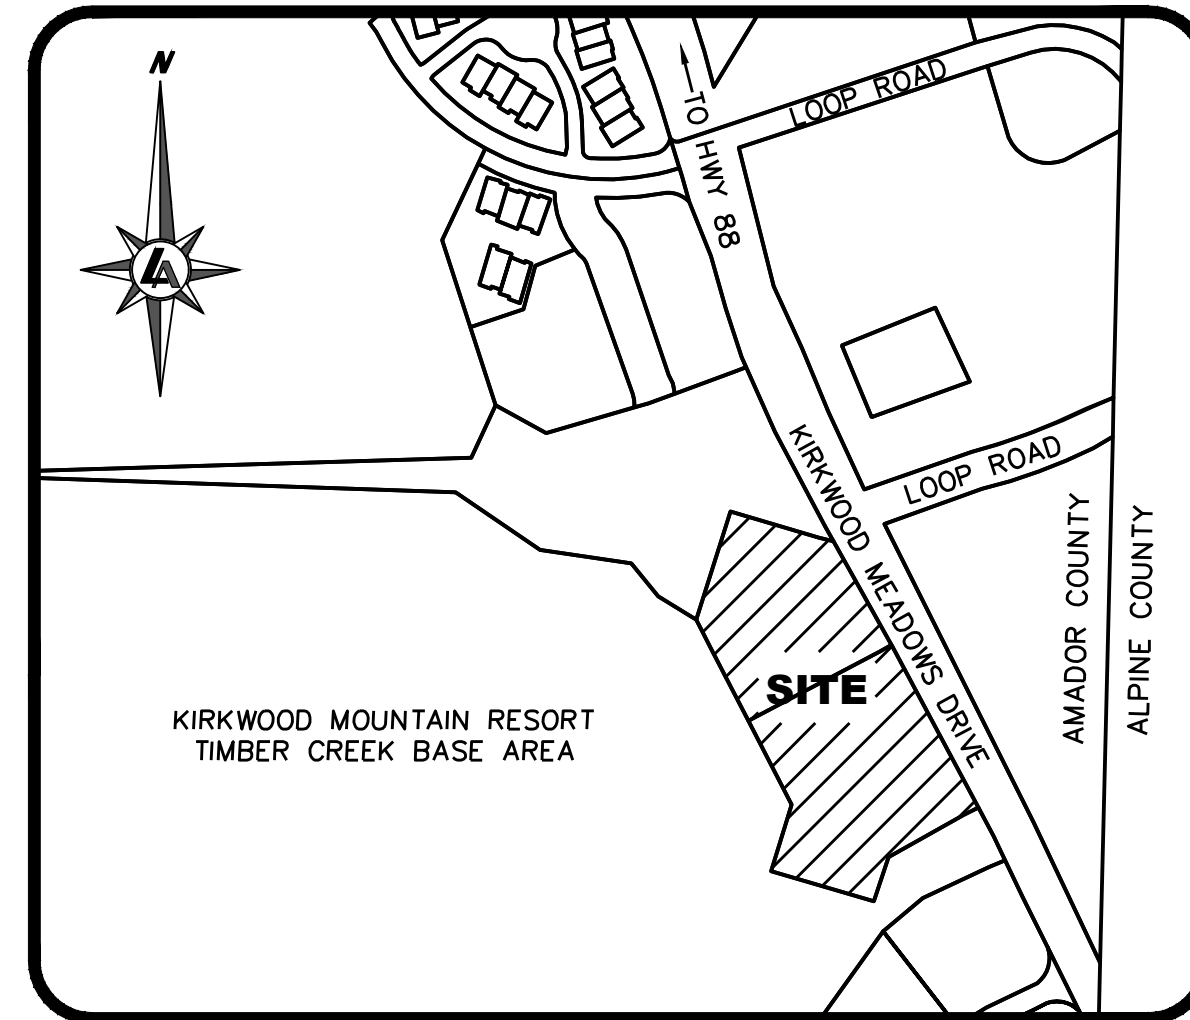 N
LA
TO HWY 88
LOOP ROAD
KIRKWOOD MEADOWS DRIVE
LOOP ROAD
AMADOR COUNTY
ALPINE COUNTY
SITE
KIRKWOOD MOUNTAIN RESORT
TIMBER CREEK BASE AREA